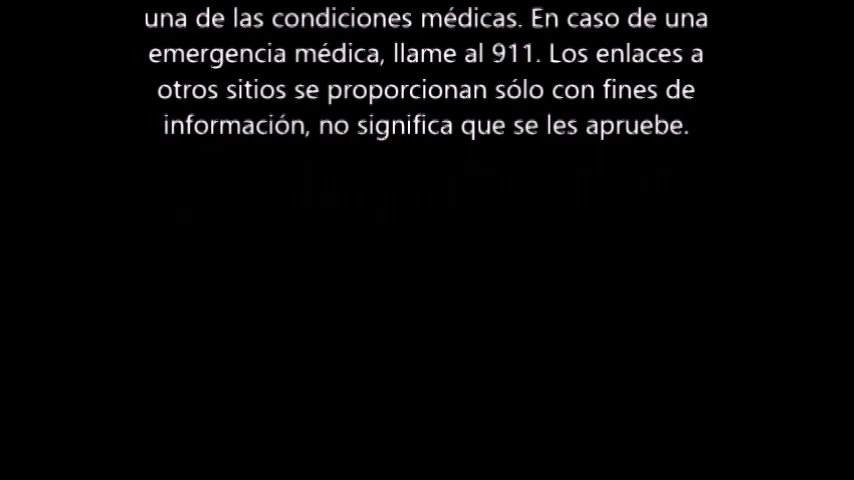 una de las condiciones médicas. En caso de una
emergencia médica, llame al 911. Los enlaces a
otros sitios se proporcionan sólo con fines de
información, no significa que se les apruebe.